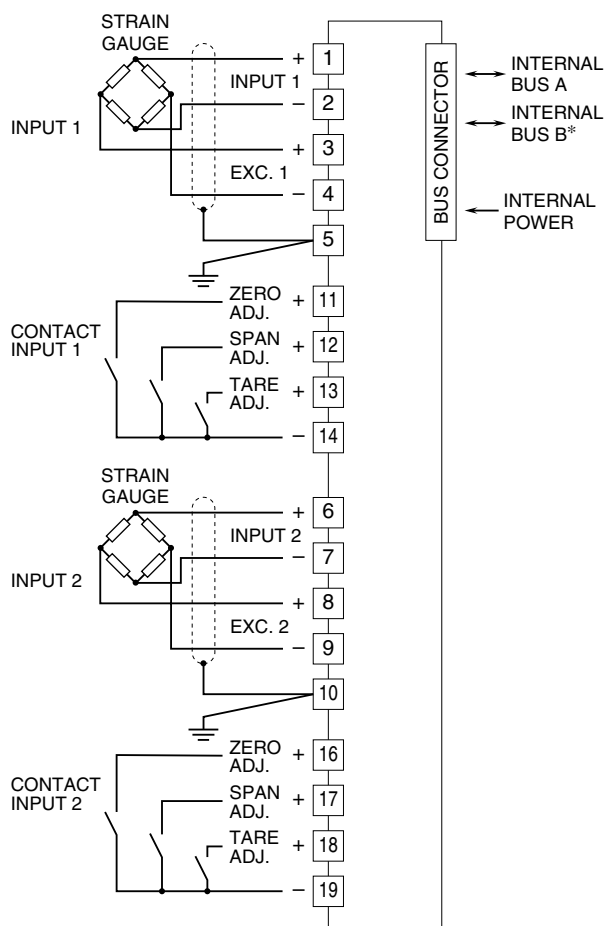 STRAIN
GAUGE
INPUT 1
+ 1
INPUT 1
− 2
+ 3
EXC. 1
− 4
5
BUS CONNECTOR
INTERNAL
BUS A
INTERNAL
BUS B*
INTERNAL
POWER
CONTACT
INPUT 1
ZERO
ADJ.
+ 11
SPAN
ADJ.
+ 12
TARE
ADJ.
+ 13
− 14
STRAIN
GAUGE
INPUT 2
+ 6
INPUT 2
− 7
+ 8
EXC. 2
− 9
10
CONTACT
INPUT 2
ZERO
ADJ.
+ 16
SPAN
ADJ.
+ 17
TARE
ADJ.
+ 18
− 19